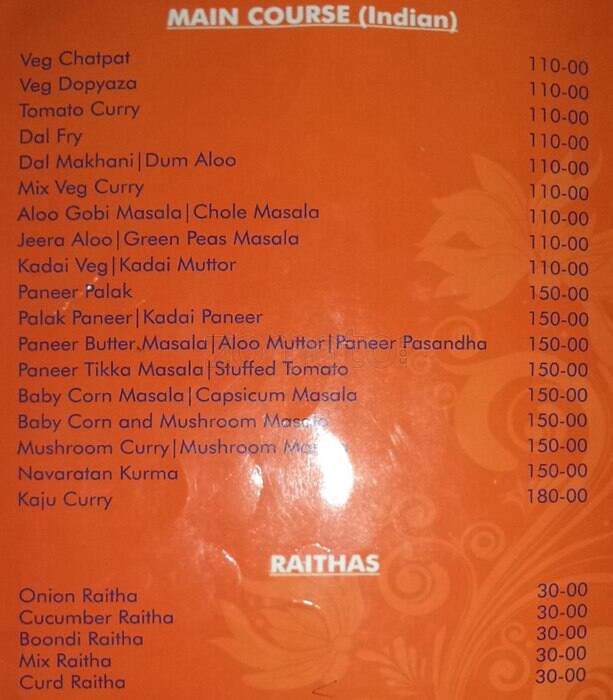 MAIN COURSE (Indian)
Veg Chatpat 110-00
Veg Dopyaza 110-00
Tomato Curry 110-00
Dal Fry 110-00
Dal Makhani|Dum Aloo 110-00
Mix Veg Curry 110-00
Aloo Gobi Masala|Chole Masala 110-00
Jeera Aloo|Green Peas Masala 110-00
Kadai Veg|Kadai Muttor 110-00
Paneer Palak 150-00
Palak Paneer|Kadai Paneer 150-00
Paneer Butter Masala|Aloo Muttor|Paneer Pasandha 150-00
Paneer Tikka Masala|Stuffed Tomato 150-00
Baby Corn Masala|Capsicum Masala 150-00
Baby Corn and Mushroom Masala 150-00
Mushroom Curry|Mushroom 150-00
Navaratan Kurma 150-00
Kaju Curry 180-00
RAITHAS
Onion Raitha 30-00
Cucumber Raitha 30-00
Boondi Raitha 30-00
Mix Raitha 30-00
Curd Raitha 30-00